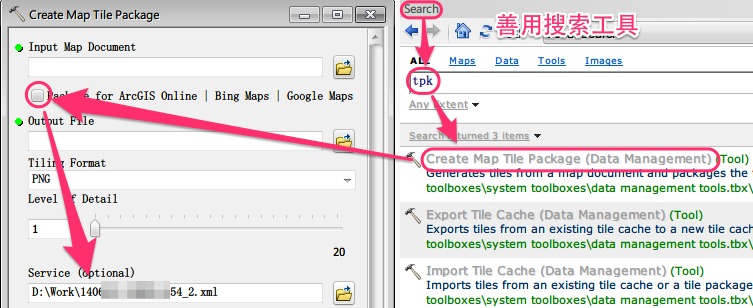 Create Map Tile Package
Input Map Document
Package for ArcGIS Online | Bing Maps | Google Maps
Output File
Tiling Format
PNG
Level of Detail
1
20
Service (optional)
D:\Work\1406 54_2.xml
Search
善用搜索工具
ALL Maps Data Tools Images
tpk
Any Extent
Search returned 3 items
Create Map Tile Package (Data Management) (Tool)
Generates tiles from a map document and packages the
toolboxes\system toolboxes\data management tools.tbx\
Export Tile Cache (Data Management) (Tool)
Exports tiles from an existing tile cache to a new tile cach
toolboxes\system toolboxes\data management tools.tbx\
Import Tile Cache (Data Management) (Tool)
Imports tiles from an existing tile cache or a tile package
toolboxes\system toolboxes\data management tools.tbx\